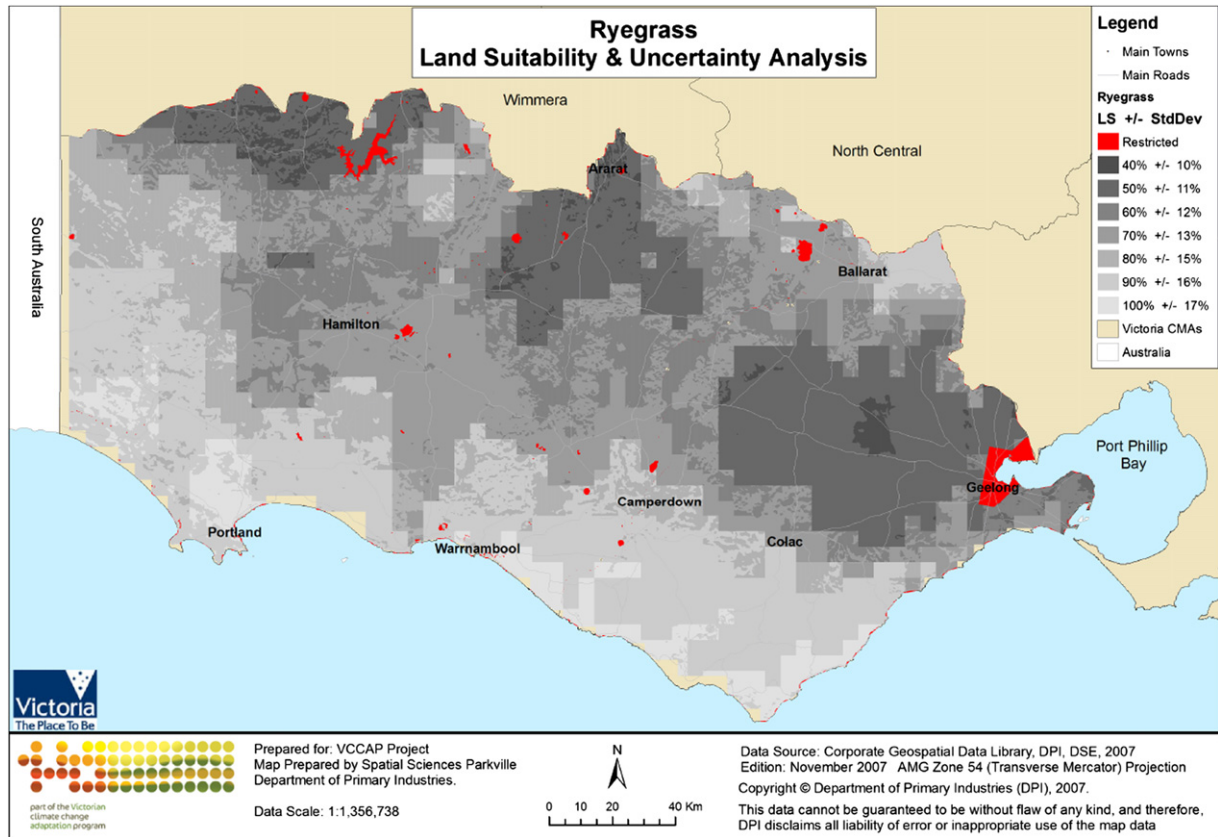 Ryegrass
Land Suitability & Uncertainty Analysis
Legend
Main Towns
Main Roads
Ryegrass
LS +/- StdDev
Restricted
40% +/- 10%
50% +/- 11%
60% +/- 12%
70% +/- 13%
80% +/- 15%
90% +/- 16%
100% +/- 17%
Victoria CMAs
Australia
Wimmera
North Central
Ararat
South Australia
Ballarat
Hamilton
Port Phillip
Bay
Geelong
Camperdown
Portland
Warrnambool
Colac
Victoria
The Place To Be
part of the Victorian
climate change
adaptation program
Prepared for: VCCAP Project
Map Prepared by Spatial Sciences Parkville
Department of Primary Industries.
Data Scale: 1:1,356,738
N
0 10 20 40 Km
Data Source: Corporate Geospatial Data Library, DPI, DSE, 2007
Edition: November 2007 AMG Zone 54 (Transverse Mercator) Projection
Copyright © Department of Primary Industries (DPI), 2007.
This data cannot be guaranteed to be without flaw of any kind, and therefore,
DPI disclaims all liability of error or inappropriate use of the map data